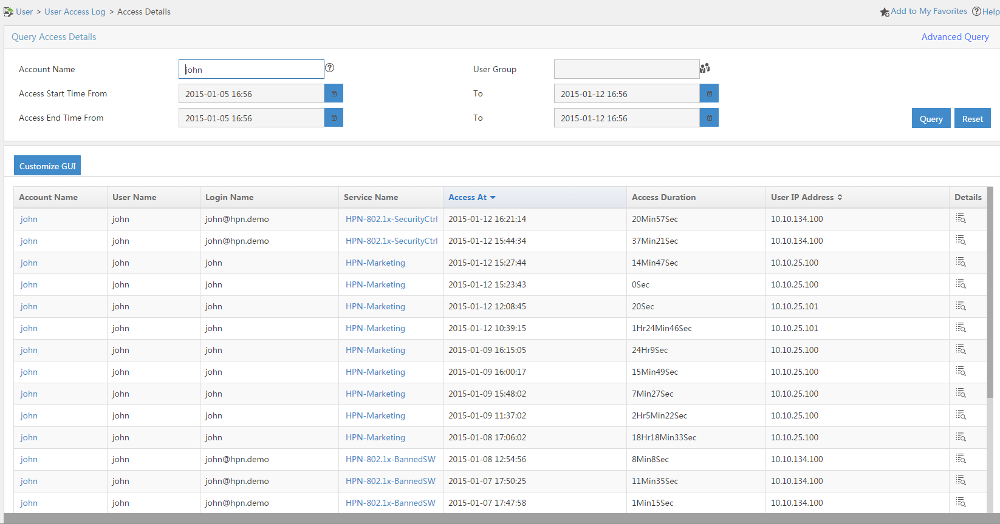 User > User Access Log > Access Details Add to My Favorites Help
Query Access Details Advanced Query
Account Name john User Group
Access Start Time From 2015-01-05 16:56 To 2015-01-12 16:56
Access End Time From 2015-01-05 16:56 To 2015-01-12 16:56 Query Reset
Customize GUI
Account Name User Name Login Name Service Name Access At Access Duration User IP Address Details
john john john@hpn.demo HPN-802.1x-SecurityCtrl 2015-01-12 16:21:14 20Min57Sec 10.10.134.100
john john john@hpn.demo HPN-802.1x-SecurityCtrl 2015-01-12 15:44:34 37Min21Sec 10.10.134.100
john john john HPN-Marketing 2015-01-12 15:27:44 14Min47Sec 10.10.25.100
john john john HPN-Marketing 2015-01-12 15:23:43 0Sec 10.10.25.100
john john john HPN-Marketing 2015-01-12 12:08:45 20Sec 10.10.25.101
john john john HPN-Marketing 2015-01-12 10:39:15 1Hr24Min46Sec 10.10.25.101
john john john HPN-Marketing 2015-01-09 16:15:05 24Hr9Sec 10.10.25.100
john john john HPN-Marketing 2015-01-09 16:00:17 15Min49Sec 10.10.25.100
john john john HPN-Marketing 2015-01-09 15:48:02 7Min27Sec 10.10.25.100
john john john HPN-Marketing 2015-01-09 11:37:02 2Hr5Min22Sec 10.10.25.100
john john john HPN-Marketing 2015-01-08 17:06:02 18Hr18Min33Sec 10.10.25.100
john john john@hpn.demo HPN-802.1x-BannedSW 2015-01-08 12:54:56 8Min8Sec 10.10.134.100
john john john@hpn.demo HPN-802.1x-BannedSW 2015-01-07 17:50:25 11Min35Sec 10.10.134.100
john john john@hpn.demo HPN-802.1x-BannedSW 2015-01-07 17:47:58 1Min15Sec 10.10.134.100